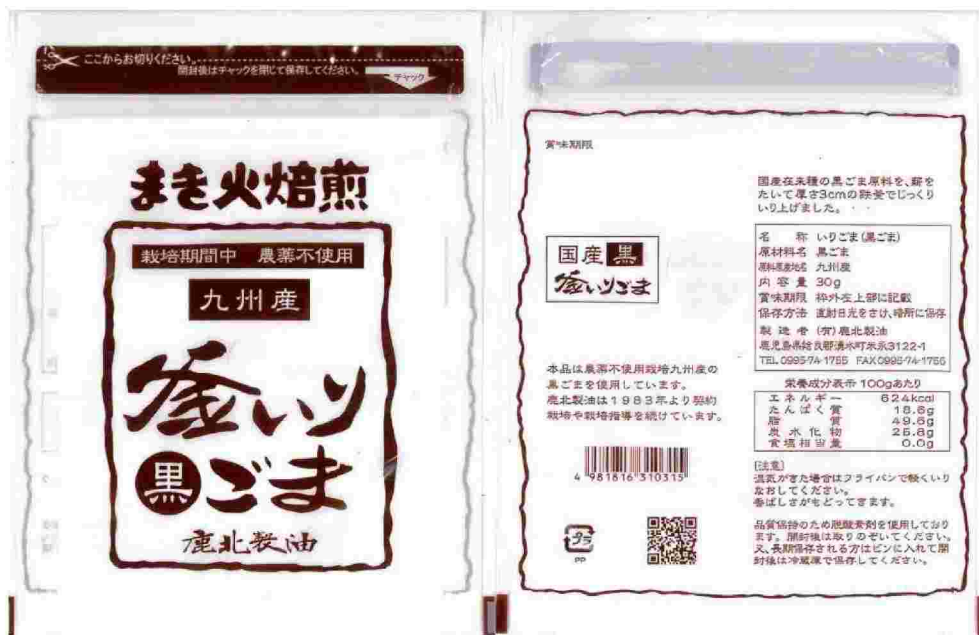 ここからお切りください。
開封後はチャックを閉じて保存してください。
チャック
まき火焙煎
栽培期間中 農薬不使用
九州産
釜いり
黒ごま
鹿北製油
賞味期限
国産 黒
釜いりごま
本品は農薬不使用栽培九州産の
黒ごまを使用しています。
鹿北製油は1983年より契約
栽培や栽培指導を続けています。
4 981816 310315
プラ
PP
国産在来種の黒ごま原料を、薪を
たいて厚さ3cmの鉄釜でじっくり
いり上げました。
名称 いりごま(黒ごま)
原材料名 黒ごま
原料原産地名 九州産
内容量 30g
賞味期限 枠外左上部に記載
保存方法 直射日光をさけ、暗所に保存
製造者 (有)鹿北製油
鹿児島県姶良郡湧水町米永3122-1
TEL.0995-74-1755 FAX0995-74-1756
栄養成分表示 100gあたり
エネルギー 624kcal
たんぱく質 18.6g
脂質 49.6g
炭水化物 25.8g
食塩相当量 0.0g
[注意]
湿気がきた場合はフライパンで軽くいり
なおしてください。
香ばしさがもどってきます。
品質保持のため脱酸素剤を使用しており
ます。開封後は取りのぞいてください。
又、長期保存される方はビンに入れて開
封後は冷蔵庫で保存してください。